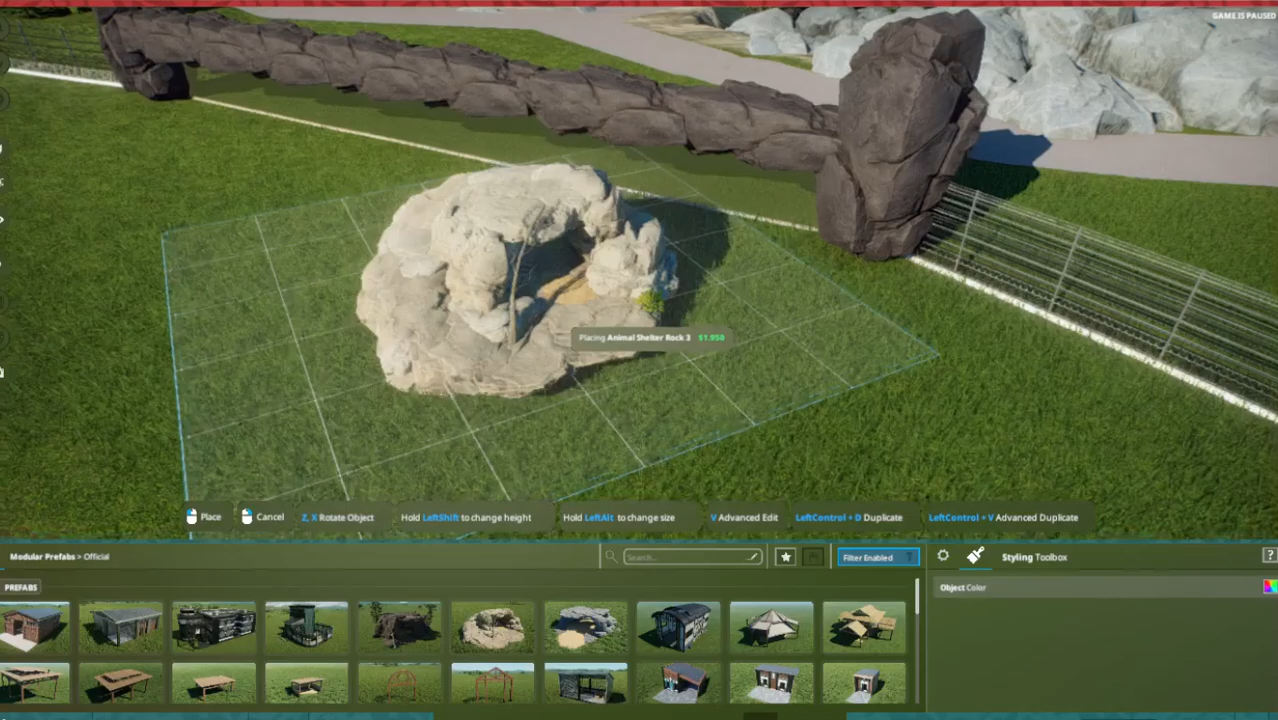 GAME IS PAUSED
Placing Animal Shelter Rock 3 $1,950
Place
Cancel
Z, X Rotate Object
Hold LeftShift to change height
Hold LeftAlt to change size
V Advanced Edit
LeftControl + D Duplicate
LeftControl + V Advanced Duplicate
Modular Prefabs > Official
Search...
Filter Enabled
Styling Toolbox
?
PREFABS
Object Color